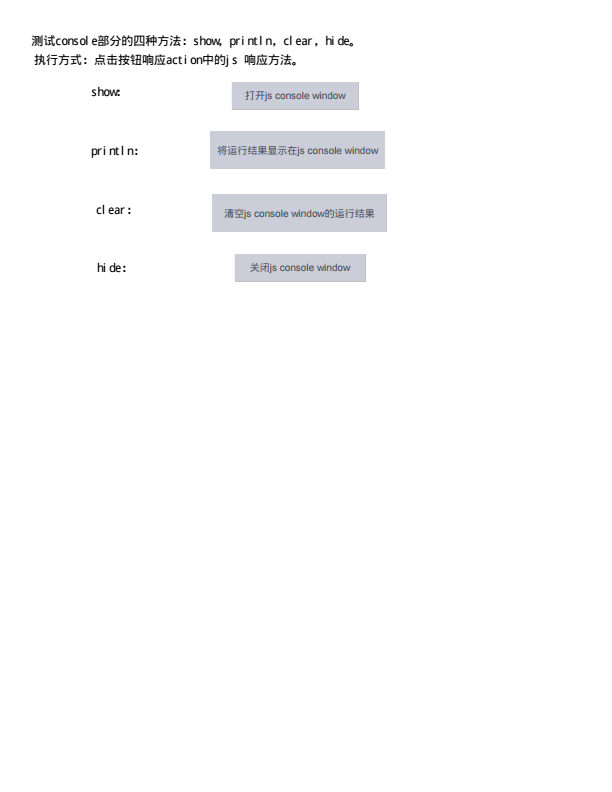 测试console部分的四种方法：show, println, clear, hide。
执行方式：点击按钮响应action中的js 响应方法。
show: 打开js console window
println: 将运行结果显示在js console window
clear: 清空js console window的运行结果
hide: 关闭js console window